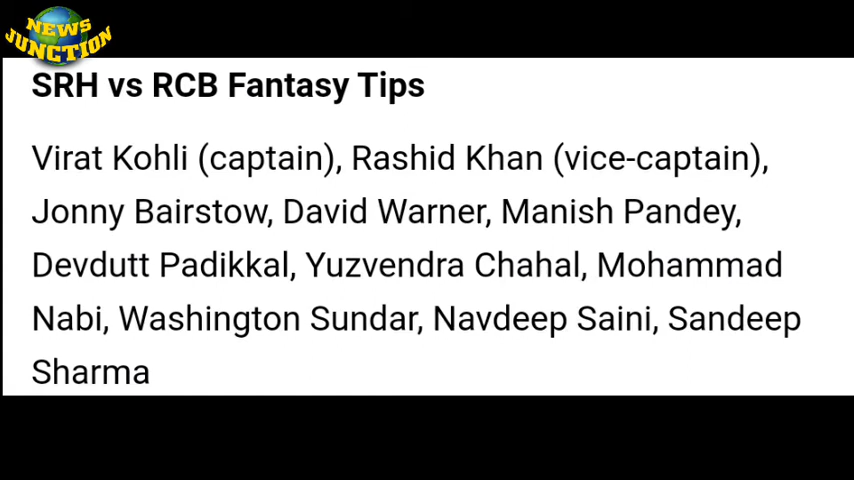 NEWS
JUNCTION
SRH vs RCB Fantasy Tips
Virat Kohli (captain), Rashid Khan (vice-captain),
Jonny Bairstow, David Warner, Manish Pandey,
Devdutt Padikkal, Yuzvendra Chahal, Mohammad
Nabi, Washington Sundar, Navdeep Saini, Sandeep
Sharma